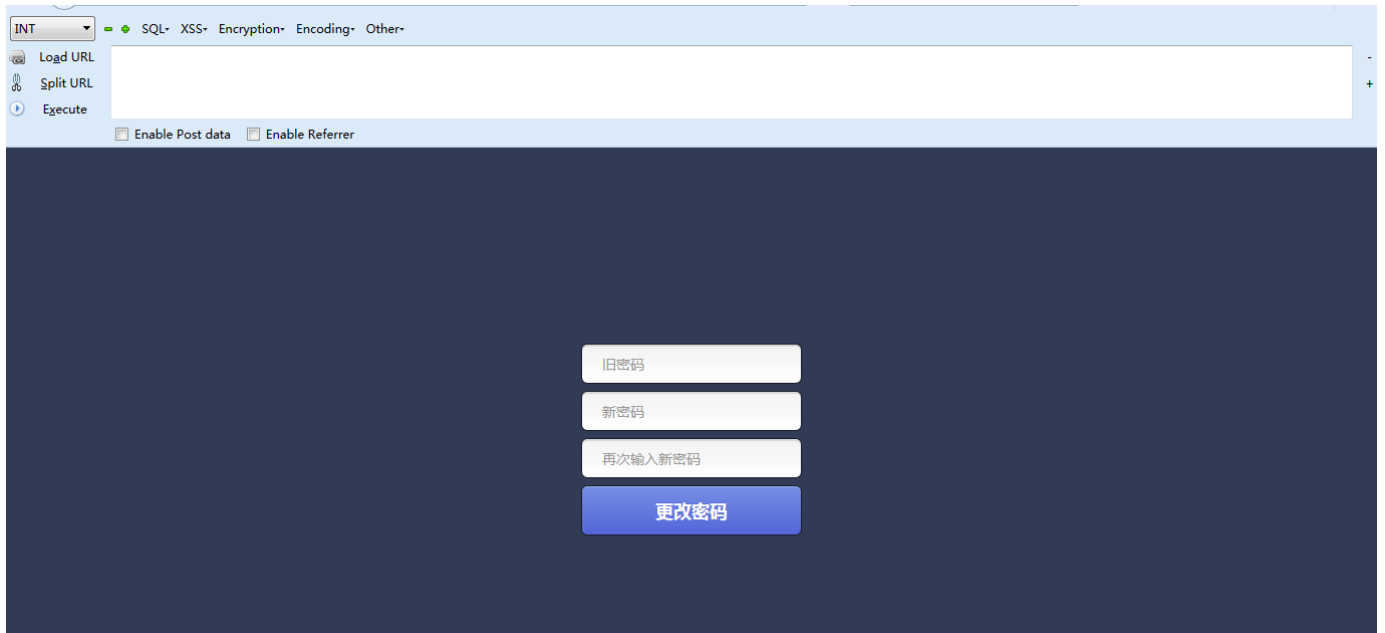 INT SQL- XSS- Encryption- Encoding- Other-
Load URL
-
Split URL
+
Execute
Enable Post data Enable Referrer
旧密码
新密码
再次输入新密码
更改密码